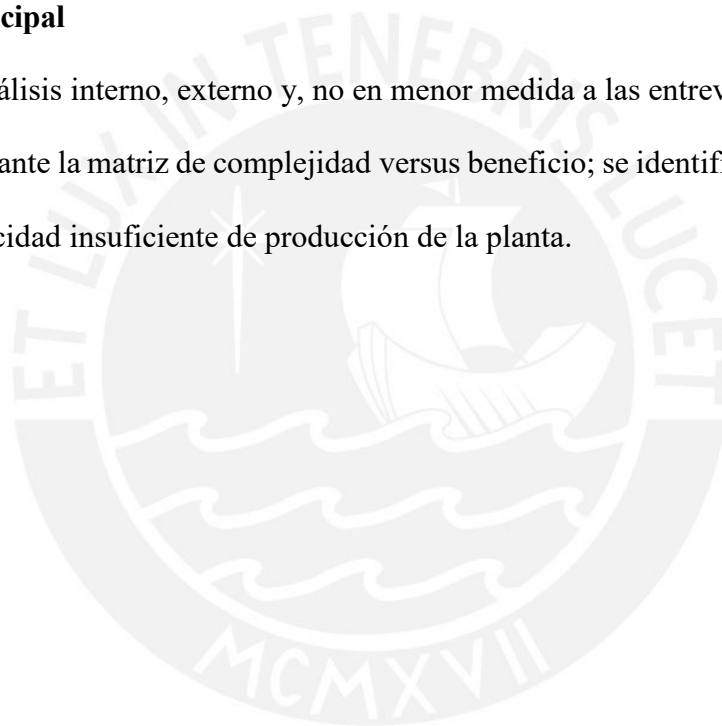 cipal
álisis interno, externo y, no en menor medida a las entrev
ante la matriz de complejidad versus beneficio; se identifi
cidad insuficiente de producción de la planta.
ET LUX IN TENEBRIS LUCET
MCMXVII